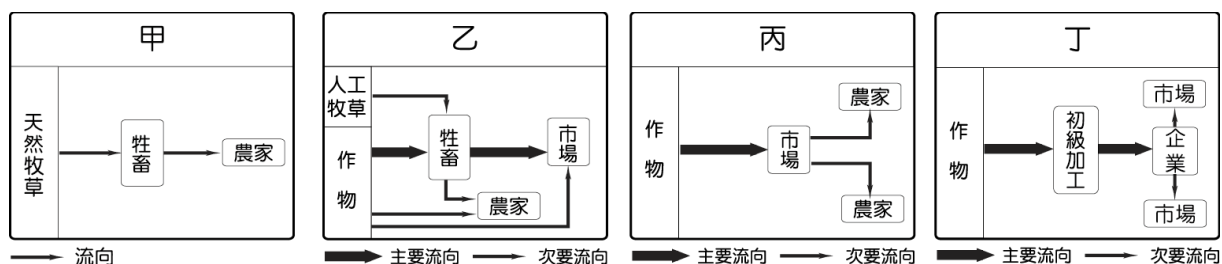 甲
天然牧草
牲畜
農家
流向
乙
人工
牧草
作物
牲畜
市場
農家
主要流向
次要流向
丙
作物
市場
農家
農家
主要流向
次要流向
丁
作物
初級加工
企業
市場
市場
主要流向
次要流向